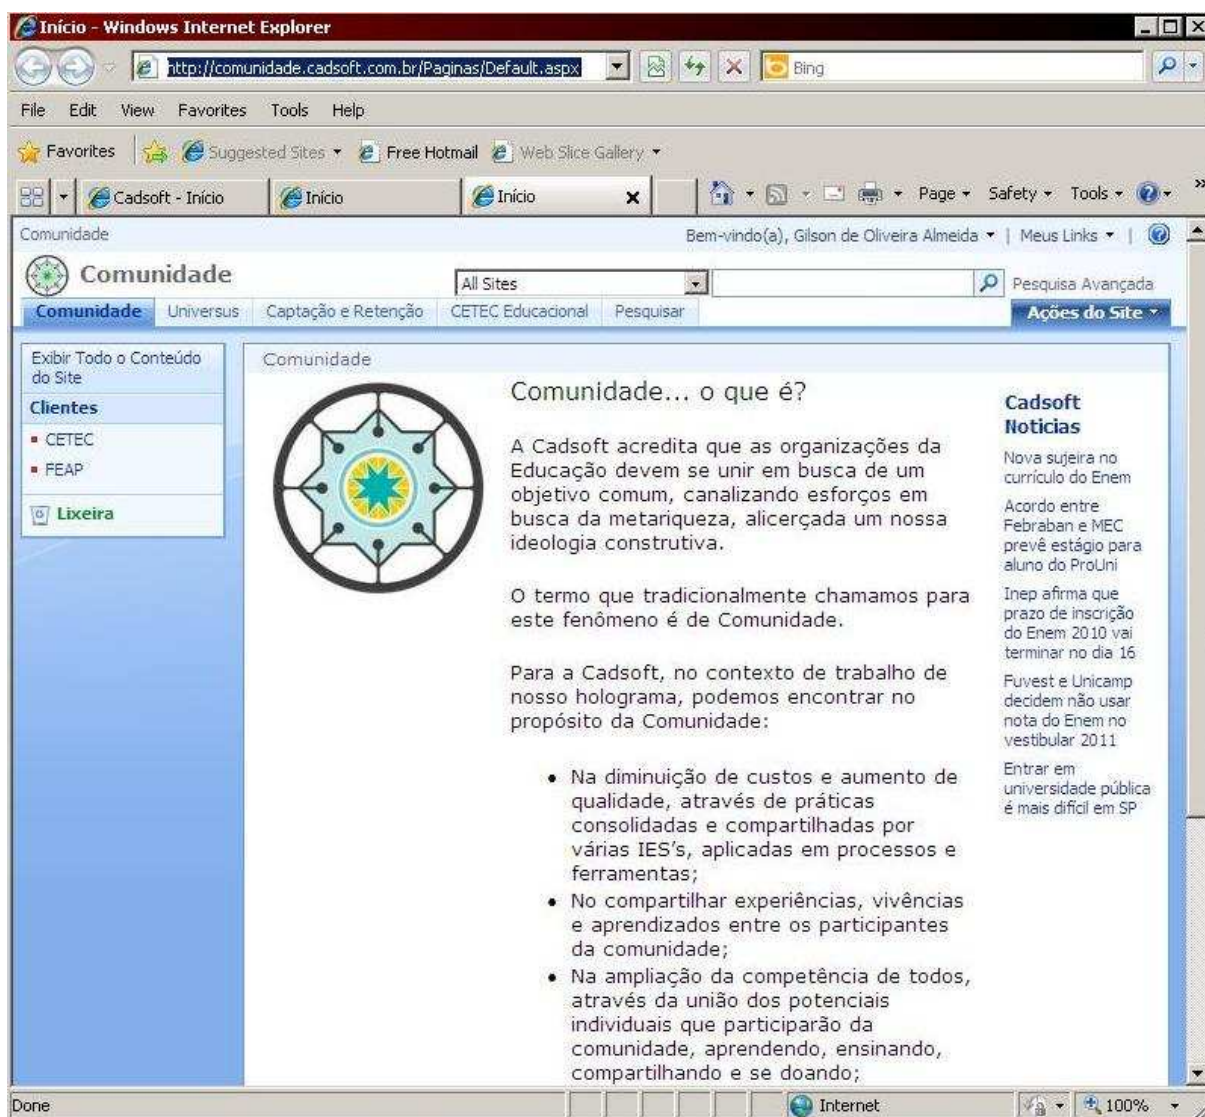 Início - Windows Internet Explorer
http://comunidade.cadsoft.com.br/Paginas/Default.aspx
Bing
File Edit View Favorites Tools Help
Favorites Suggested Sites Free Hotmail Web Slice Gallery
Cadsoft - Início Início Início Page Safety Tools
Comunidade Bem-vindo(a), Gilson de Oliveira Almeida | Meus Links |
Comunidade All Sites Pesquisa Avançada
Comunidade Universus Captação e Retenção CETEC Educacional Pesquisar Ações do Site
Exibir Todo o Conteúdo
do Site
Clientes
CETEC
FEAP
Lixeira
Comunidade
Comunidade... o que é?
A Cadsoft acredita que as organizações da
Educação devem se unir em busca de um
objetivo comum, canalizando esforços em
busca da metariqueza, alicerçada um nossa
ideologia construtiva.
O termo que tradicionalmente chamamos para
este fenômeno é de Comunidade.
Para a Cadsoft, no contexto de trabalho de
nosso holograma, podemos encontrar no
propósito da Comunidade:
• Na diminuição de custos e aumento de
qualidade, através de práticas
consolidadas e compartilhadas por
várias IES's, aplicadas em processos e
ferramentas;
• No compartilhar experiências, vivências
e aprendizados entre os participantes
da comunidade;
• Na ampliação da competência de todos,
através da união dos potenciais
individuais que participarão da
comunidade, aprendendo, ensinando,
compartilhando e se doando;
Cadsoft
Noticias
Nova sujeira no
currículo do Enem
Acordo entre
Febraban e MEC
prevê estágio para
aluno do ProUni
Inep afirma que
prazo de inscrição
do Enem 2010 vai
terminar no dia 16
Fuvest e Unicamp
decidem não usar
nota do Enem no
vestibular 2011
Entrar em
universidade pública
é mais difícil em SP
Done Internet 100%